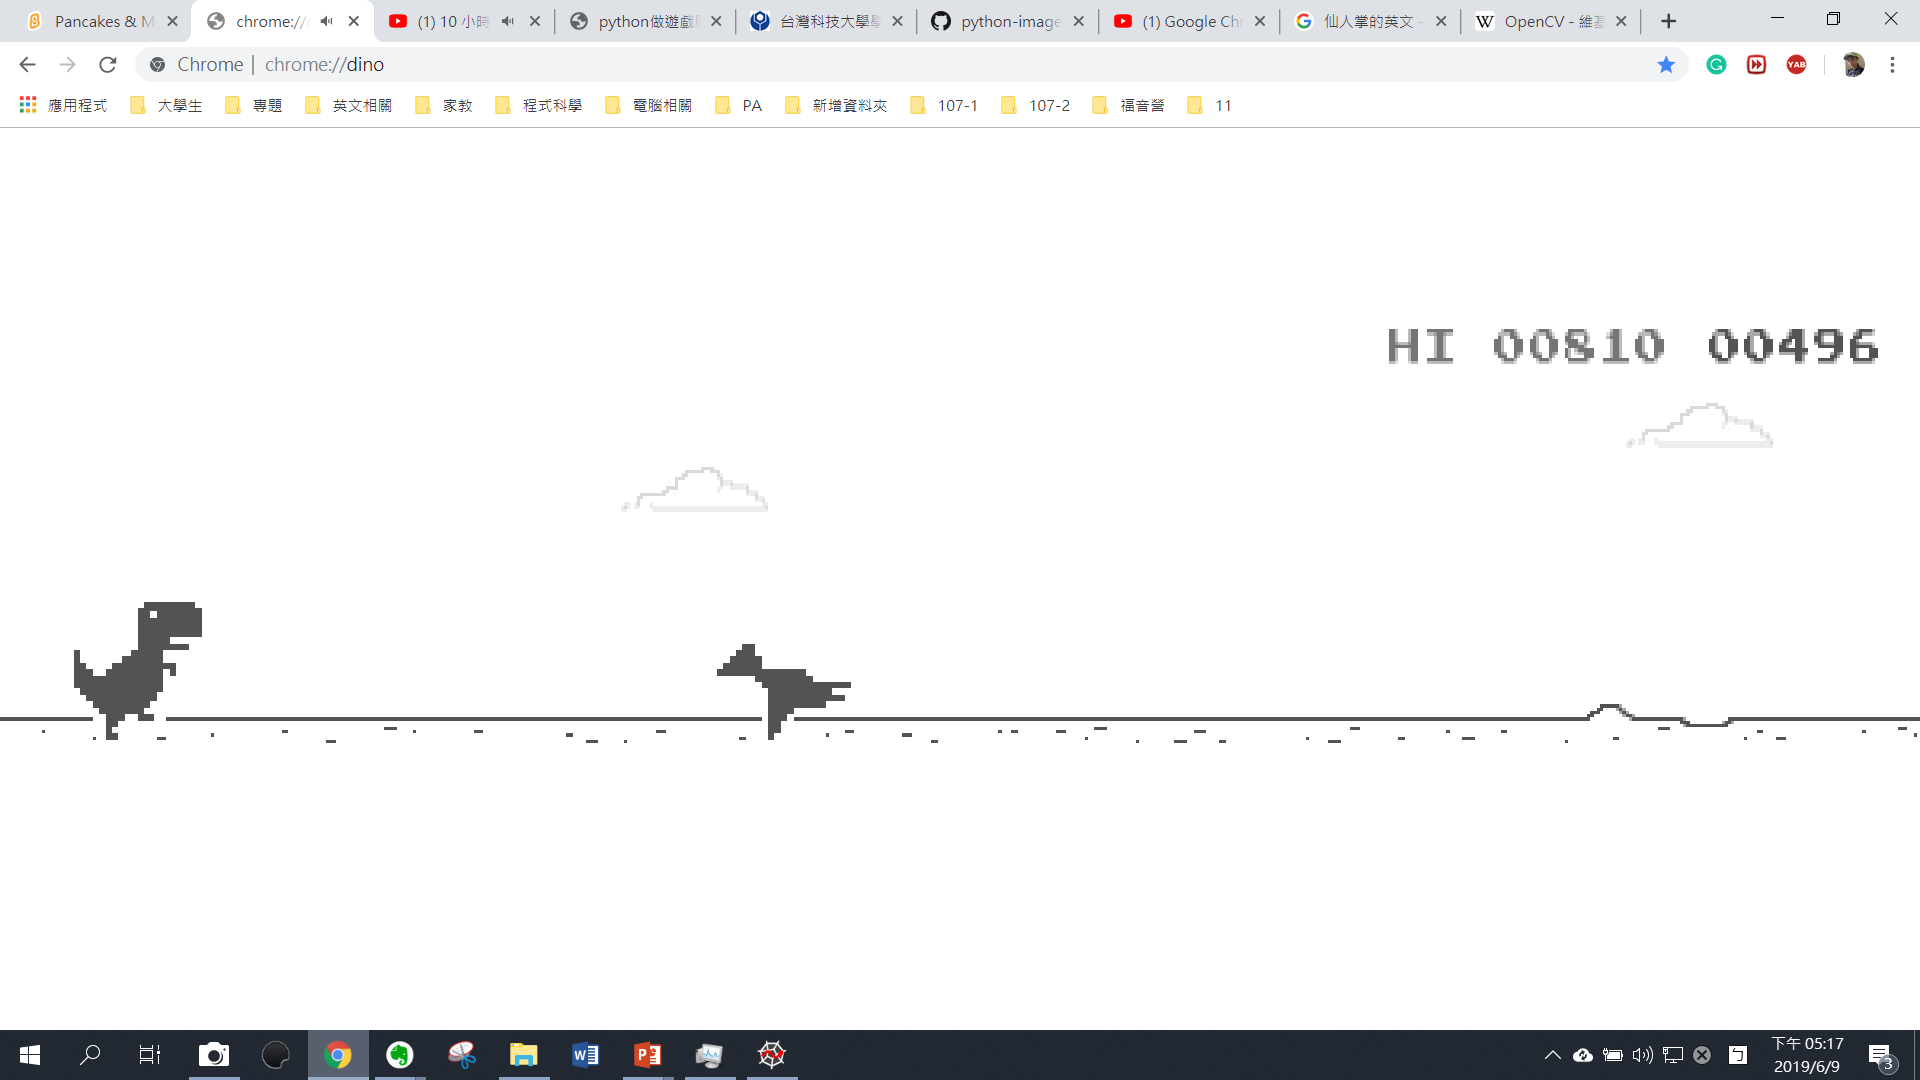 Pancakes & M
chrome://
(1) 10 小時
python做遊戲
台灣科技大學
python-image
(1) Google Ch
仙人掌的英文 -
OpenCV - 維
Chrome | chrome://dino
YAB
應用程式 大學生 專題 英文相關 家教 程式科學 電腦相關 PA 新增資料夾 107-1 107-2 福音營 11
HI 00810 00496
下午 05:17
2019/6/9
3